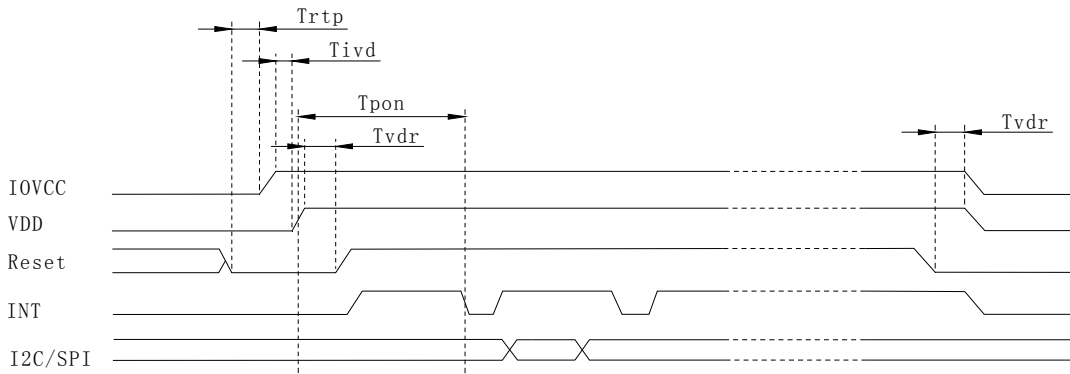 Trtp
Tivd
Tpon
Tvdr
Tvdr
IOVCC
VDD
Reset
INT
I2C/SPI